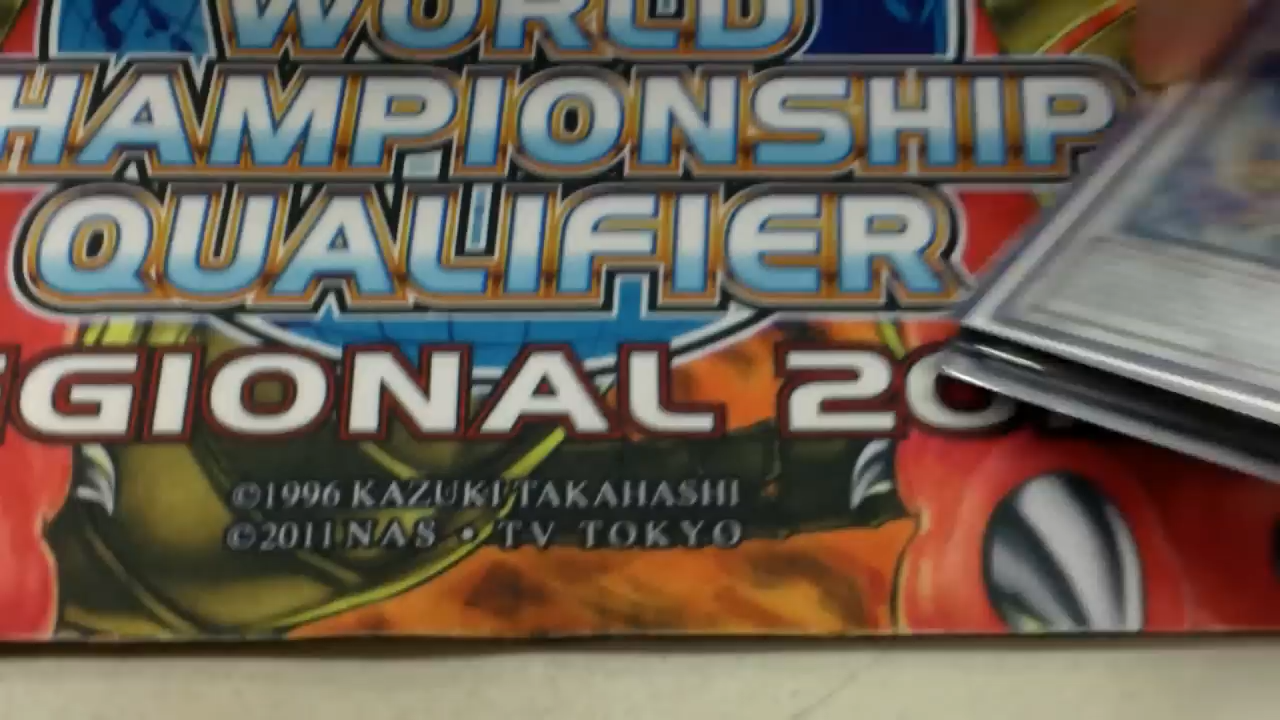 WORLD
HAMPIONSHIP
QUALIFIER
GIONAL 20
©1996 KAZUKI TAKAHASHI
©2011 NAS • TV TOKYO